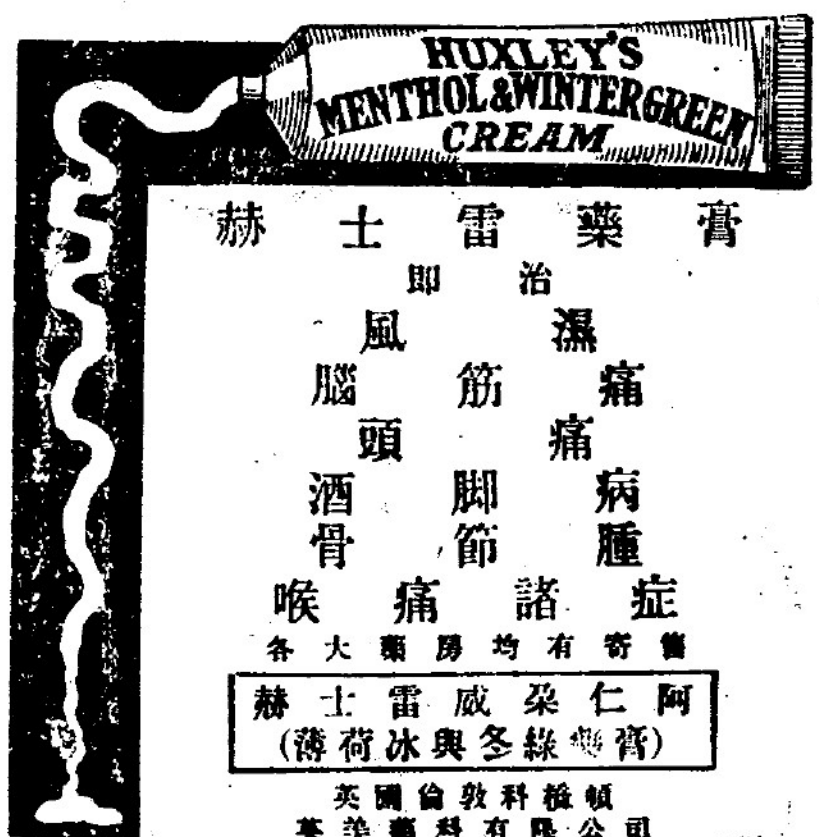 HUXLEY'S
MENTHOL & WINTERGREEN
CREAM
赫士雷藥膏
即治
風濕
腦筋痛
頭痛
酒脚病
骨節腫
喉痛諸症
各大藥房均有寄售
赫士雷威朶仁阿
(薄荷冰與冬綠藥膏)
英國倫敦科頓
藥料有限公司